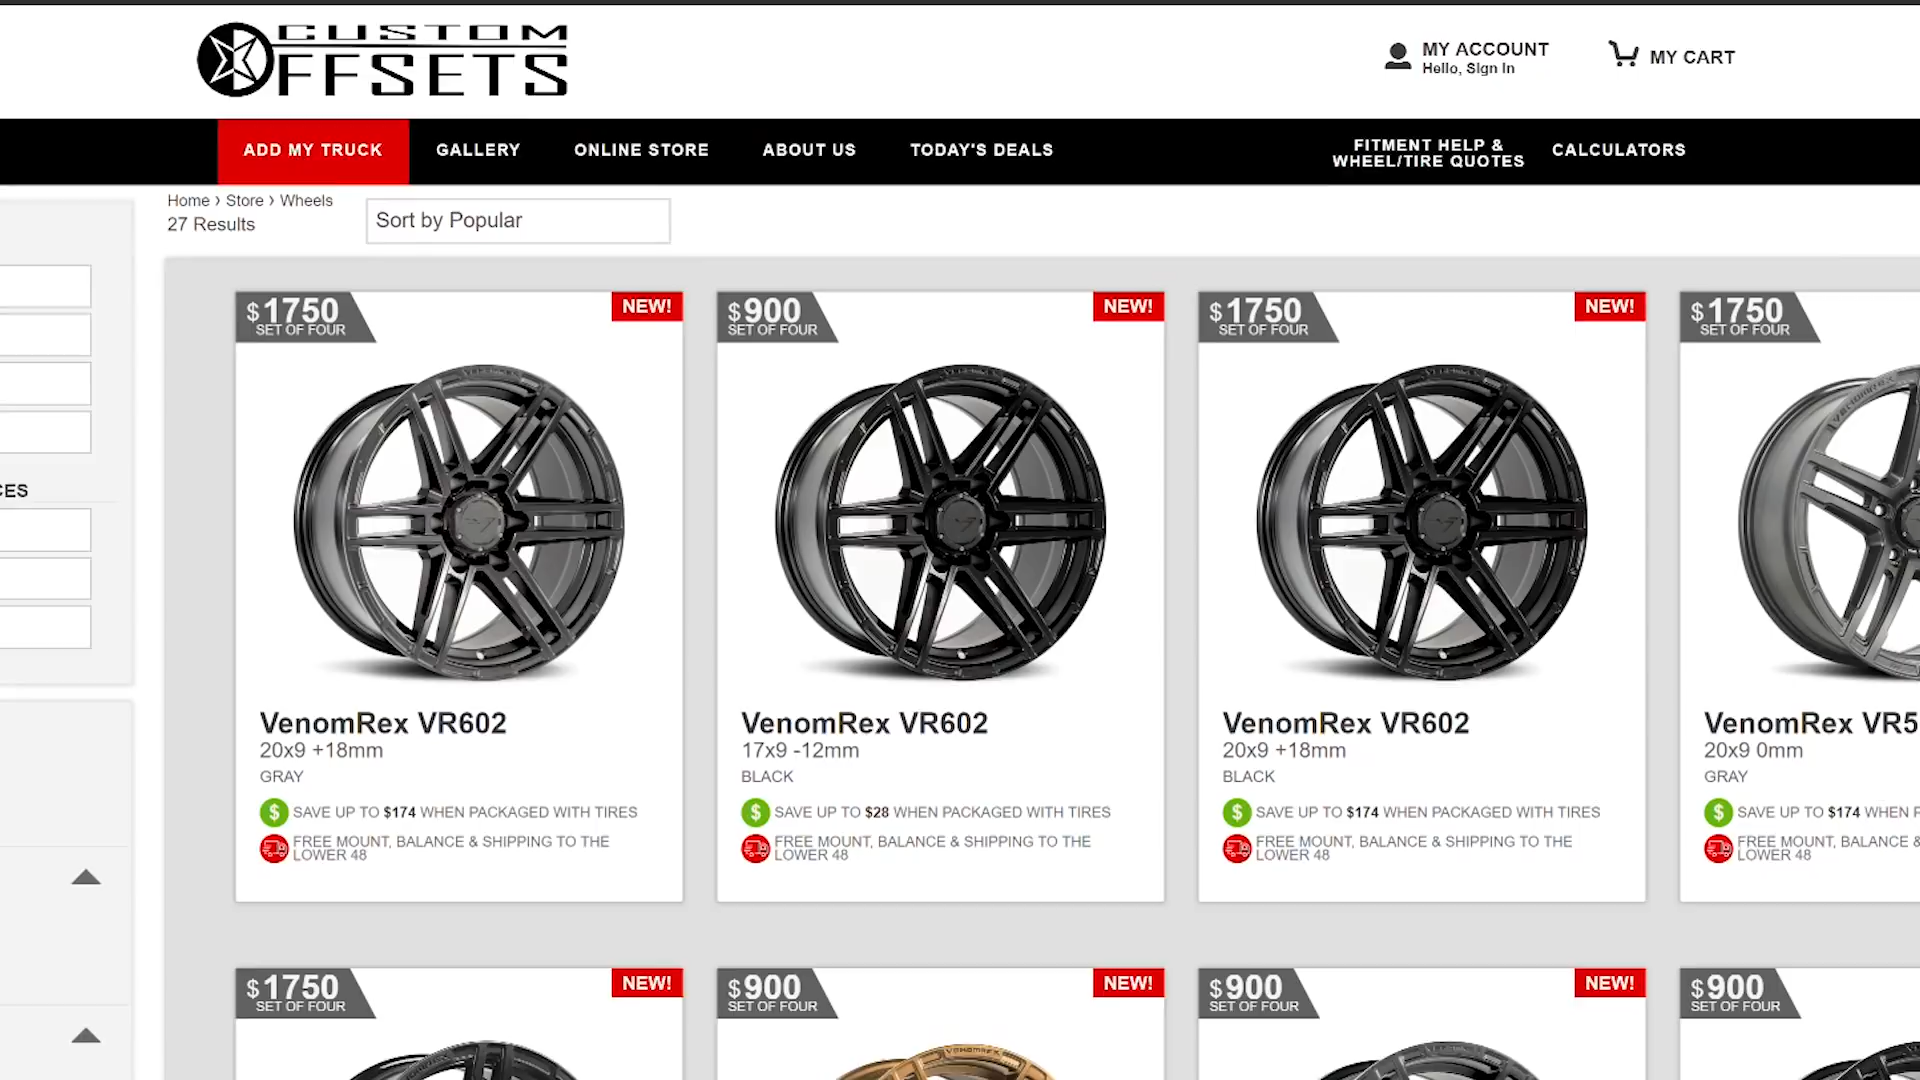 CUSTOM
OFFSETS
MY ACCOUNT
Hello, Sign In
MY CART
ADD MY TRUCK
GALLERY
ONLINE STORE
ABOUT US
TODAY'S DEALS
FITMENT HELP &
WHEEL/TIRE QUOTES
CALCULATORS
Home › Store › Wheels
27 Results
Sort by Popular
CES
$1750
SET OF FOUR
NEW!
VenomRex VR602
20x9 +18mm
GRAY
$ SAVE UP TO $174 WHEN PACKAGED WITH TIRES
FREE MOUNT, BALANCE & SHIPPING TO THE
LOWER 48
$900
SET OF FOUR
NEW!
VenomRex VR602
17x9 -12mm
BLACK
$ SAVE UP TO $28 WHEN PACKAGED WITH TIRES
FREE MOUNT, BALANCE & SHIPPING TO THE
LOWER 48
$1750
SET OF FOUR
NEW!
VenomRex VR602
20x9 +18mm
BLACK
$ SAVE UP TO $174 WHEN PACKAGED WITH TIRES
FREE MOUNT, BALANCE & SHIPPING TO THE
LOWER 48
$1750
SET OF FOUR
VENOMREX
VenomRex VR5
20x9 0mm
GRAY
$ SAVE UP TO $174 WHEN P
FREE MOUNT, BALANCE &
LOWER 48
$1750
SET OF FOUR
NEW!
$900
SET OF FOUR
NEW!
VENOMREX
$900
SET OF FOUR
NEW!
$900
SET OF FOUR